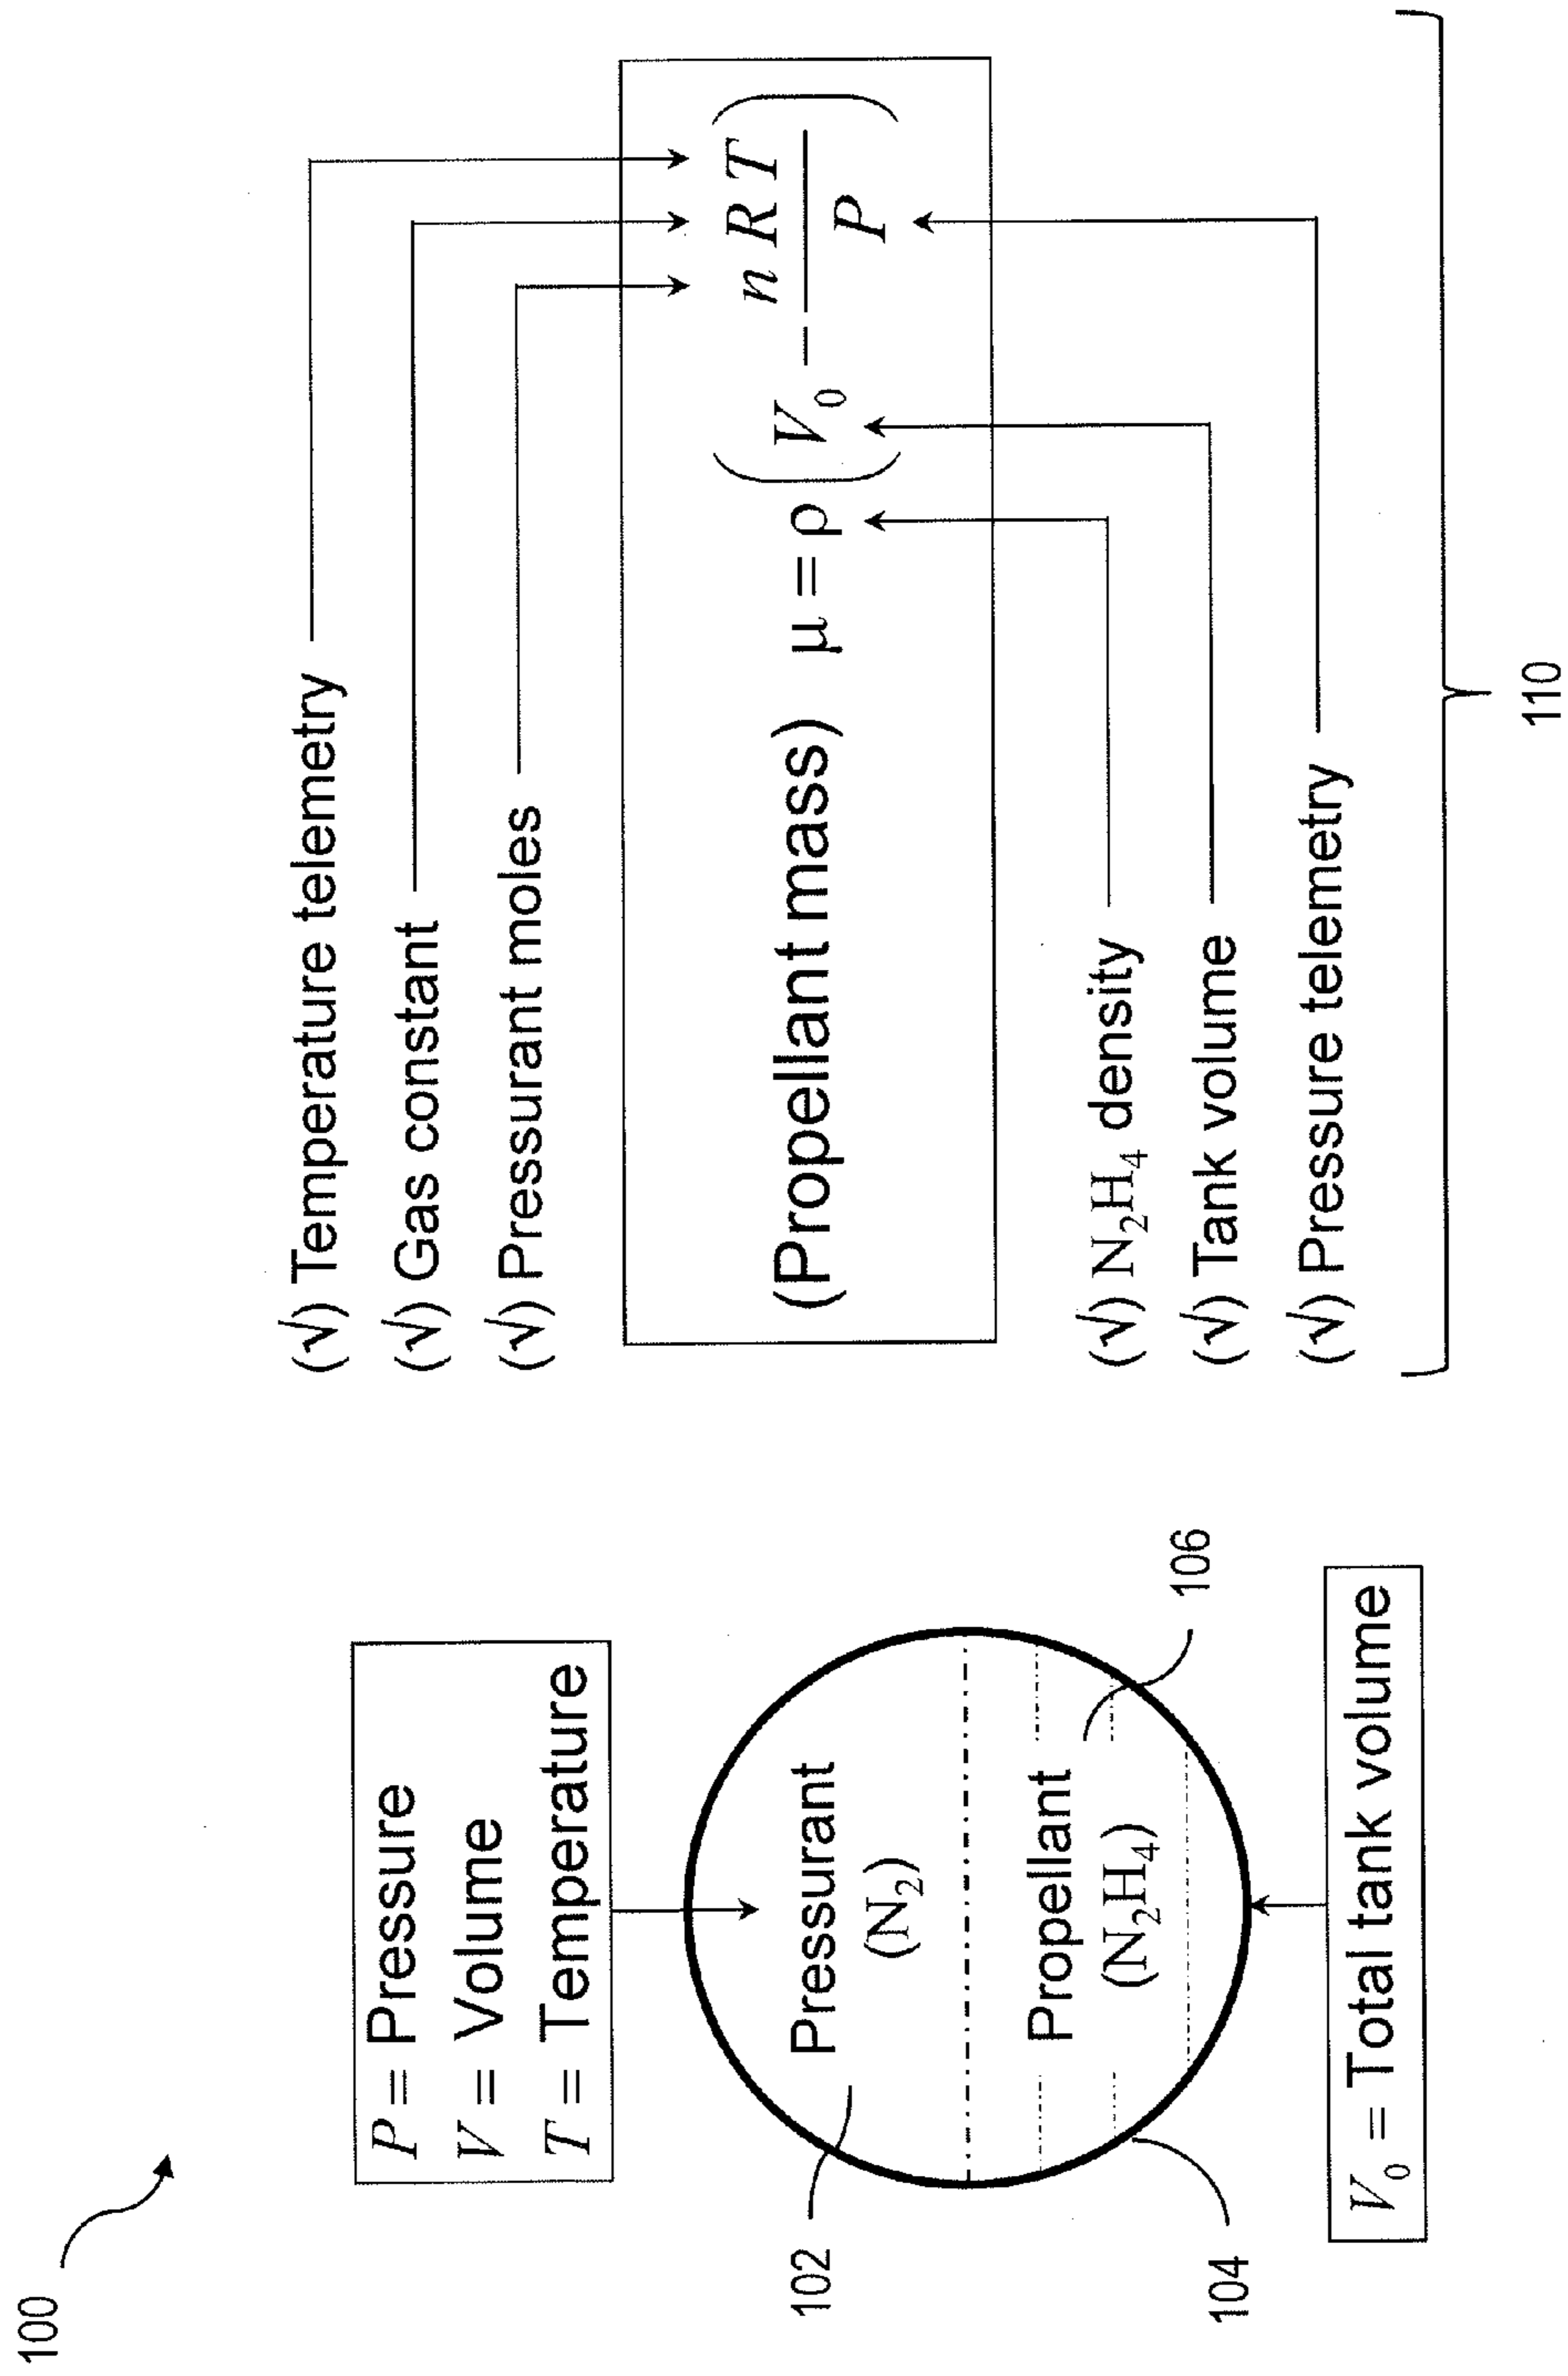 100
P = Pressure
V = Volume
T = Temperature
102
Pressurant
(N₂)
Propellant
(N₂H₄)
104
106
V₀ = Total tank volume
(√) Temperature telemetry
(√) Gas constant
(√) Pressurant moles
(Propellant mass) μ = ρ ( V₀ − n R T / P )
(√) N₂H₄ density
(√) Tank volume
(√) Pressure telemetry
110